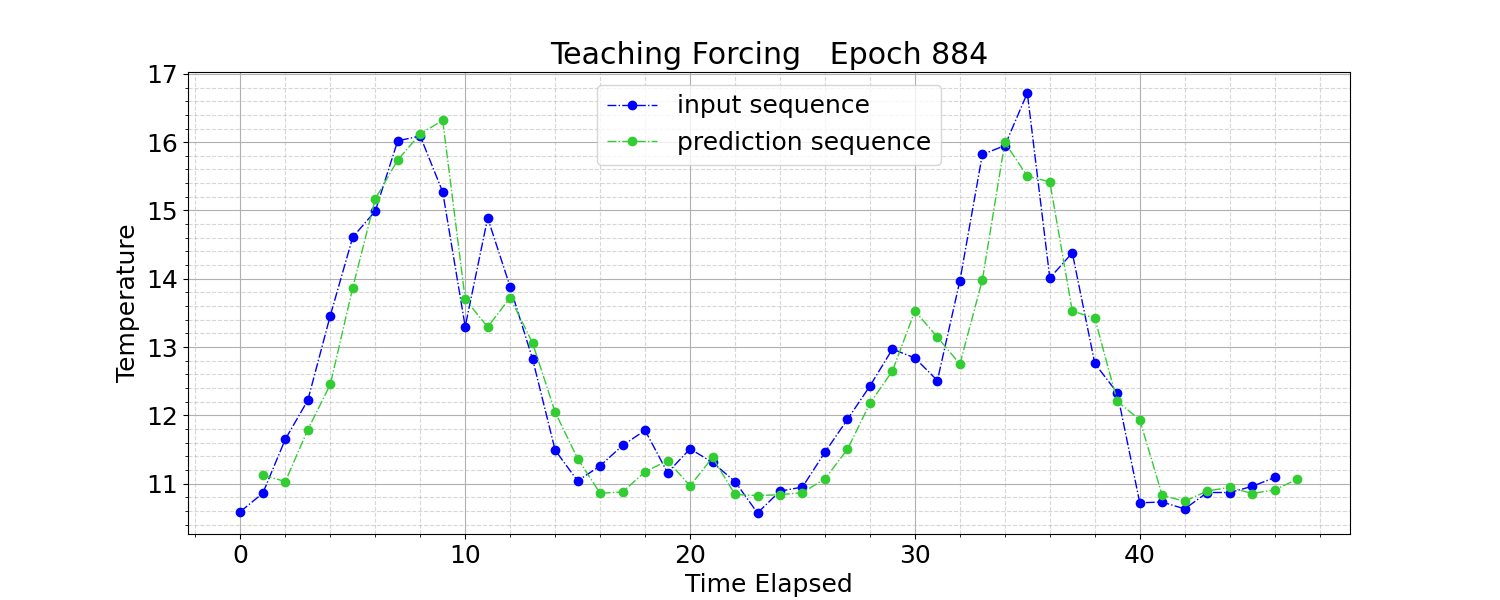 Teaching Forcing   Epoch 884
input sequence
prediction sequence
Temperature
17
16
15
14
13
12
11
0 10 20 30 40
Time Elapsed